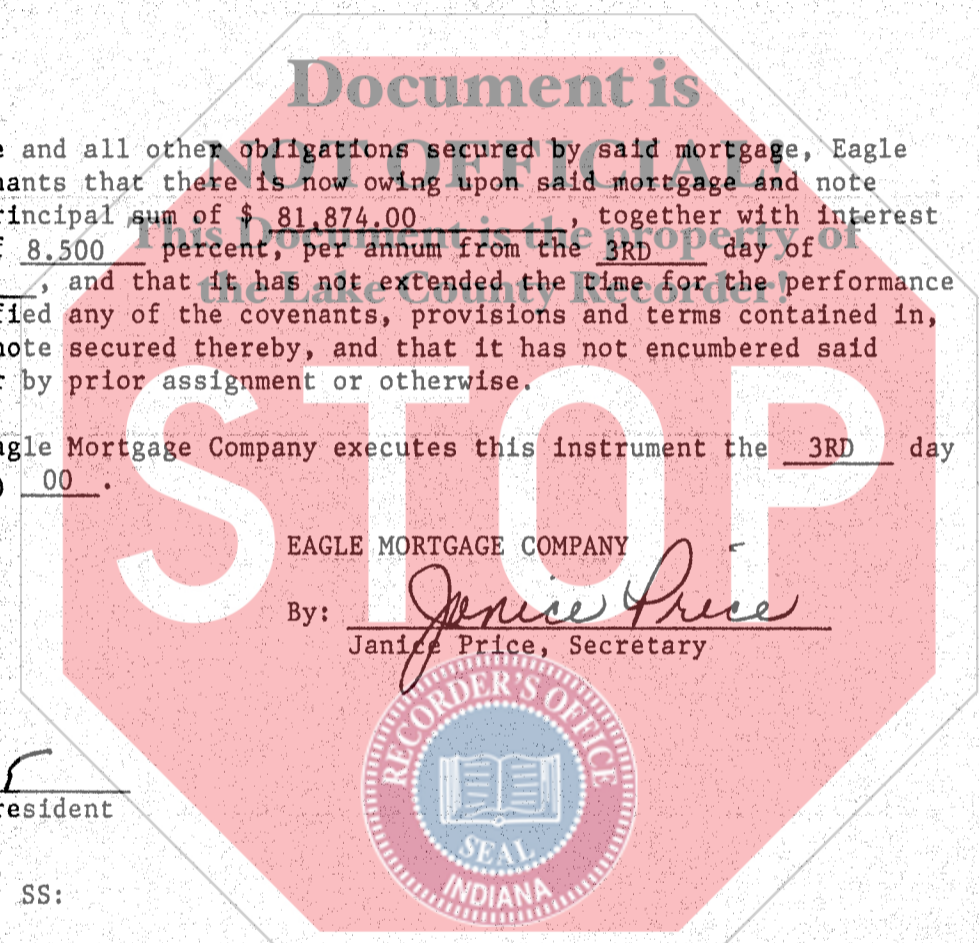 Document is
NOT OFFICIAL!
This Document is the property of
the Lake County Recorder!
STOP
e and all other obligations secured by said mortgage, Eagle
nants that there is now owing upon said mortgage and note
rincipal sum of $ 81,874.00 , together with interest
f 8.500 percent, per annum from the 3RD day of
, and that it has not extended the time for the performance
fied any of the covenants, provisions and terms contained in,
note secured thereby, and that it has not encumbered said
r by prior assignment or otherwise.
agle Mortgage Company executes this instrument the 3RD day
00 .
EAGLE MORTGAGE COMPANY
By: Janice Price
Janice Price, Secretary
resident
SS:
RECORDER'S OFFICE
SEAL
INDIANA